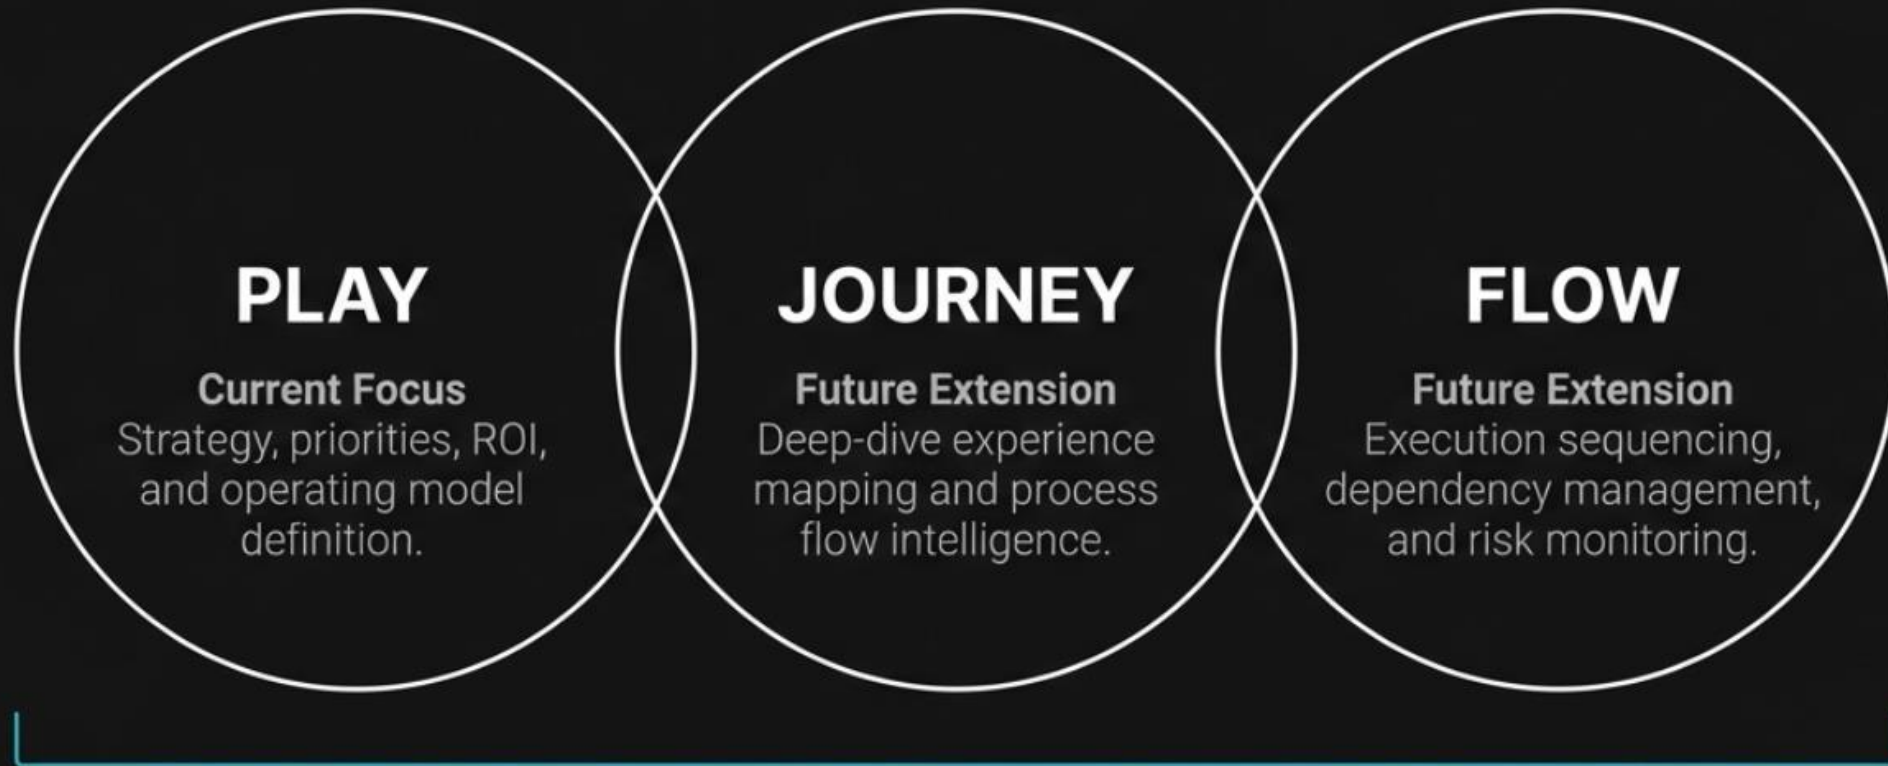 PLAY
Current Focus
Strategy, priorities, ROI,
and operating model
definition.
JOURNEY
Future Extension
Deep-dive experience
mapping and process
flow intelligence.
FLOW
Future Extension
Execution sequencing,
dependency management,
and risk monitoring.